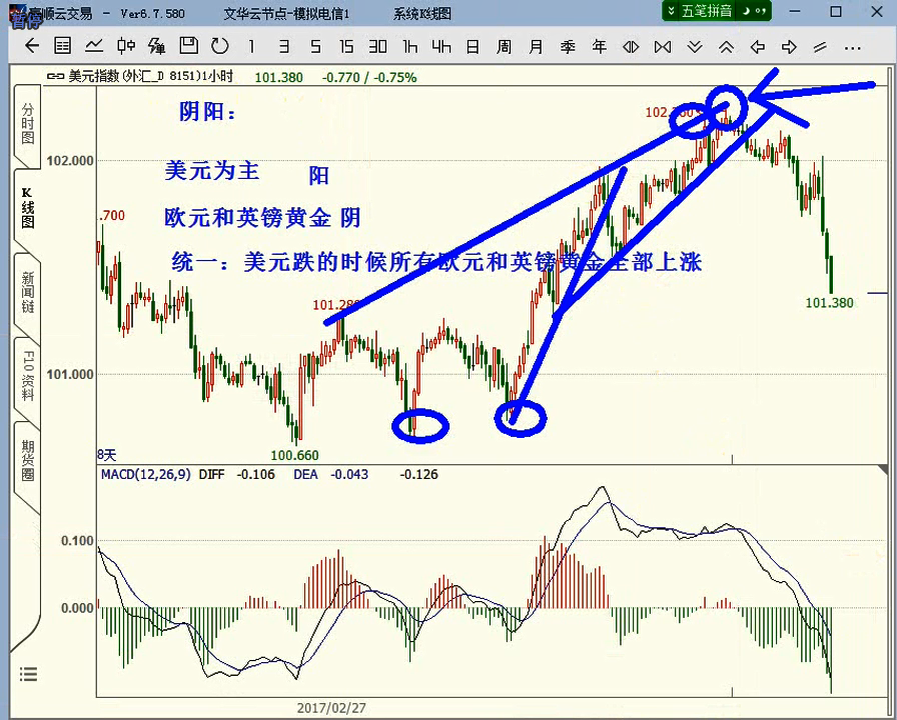 暂停
赢顺云交易 - Ver6.7.580 文华云节点-模拟电信1 系统K线图
五笔拼音
1 3 5 15 30 1h 4h 日 周 月 季 年
美元指数(外汇_D 8151)1小时 101.380 -0.770 / -0.75%
分时图
K线图
新闻链
F10资料
期货圈
阴阳：
美元为主 阳
欧元和英镑黄金 阴
统一：美元跌的时候所有欧元和英镑黄金全部上涨
102.000
.700
101.380
101.000
100.660
8天
MACD(12,26,9) DIFF -0.106 DEA -0.043 -0.126
0.100
0.000
2017/02/27